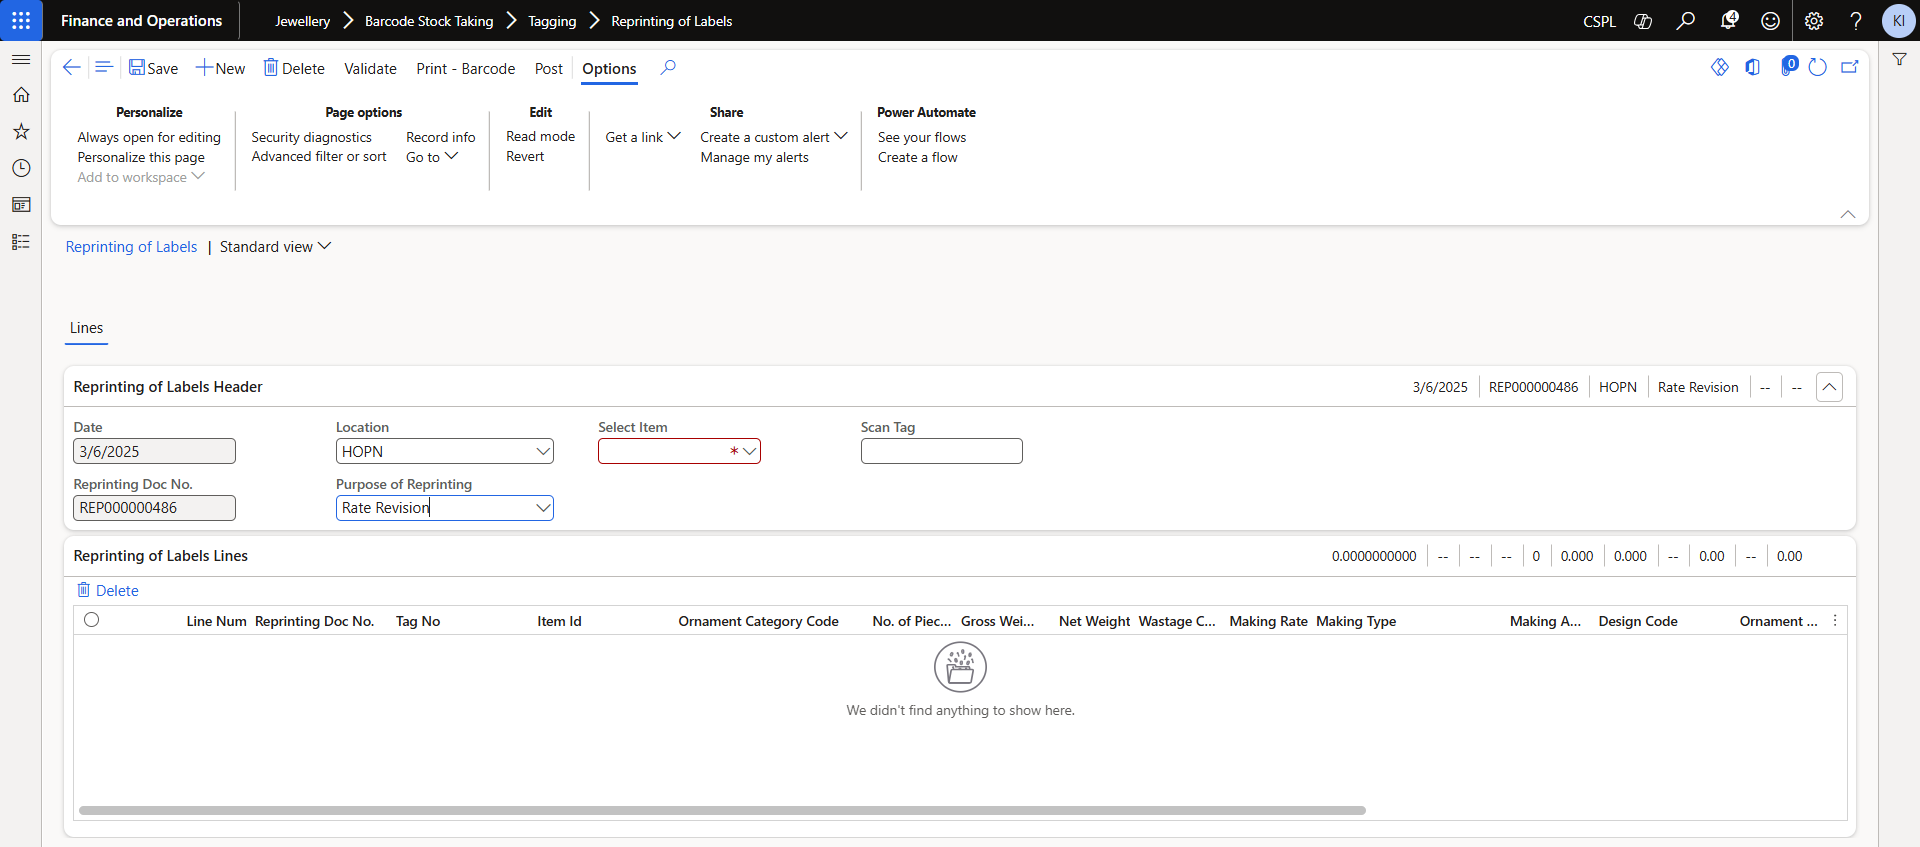 Finance and Operations
Jewellery > Barcode Stock Taking > Tagging > Reprinting of Labels
CSPL
4
KI
Save
New
Delete
Validate
Print - Barcode
Post
Options
0
Personalize
Always open for editing
Personalize this page
Add to workspace
Page options
Security diagnostics
Advanced filter or sort
Record info
Go to
Edit
Read mode
Revert
Share
Get a link
Create a custom alert
Manage my alerts
Power Automate
See your flows
Create a flow
Reprinting of Labels | Standard view
Lines
Reprinting of Labels Header
3/6/2025 | REP000000486 | HOPN | Rate Revision | -- | --
Date
3/6/2025
Location
HOPN
Select Item
*
Scan Tag
Reprinting Doc No.
REP000000486
Purpose of Reprinting
Rate Revision
Reprinting of Labels Lines
0.0000000000 | -- | -- | -- | 0 | 0.000 | 0.000 | -- | 0.00 | -- | 0.00
Delete
Line Num Reprinting Doc No. Tag No Item Id Ornament Category Code No. of Piec... Gross Wei... Net Weight Wastage C... Making Rate Making Type Making A... Design Code Ornament ...
We didn't find anything to show here.